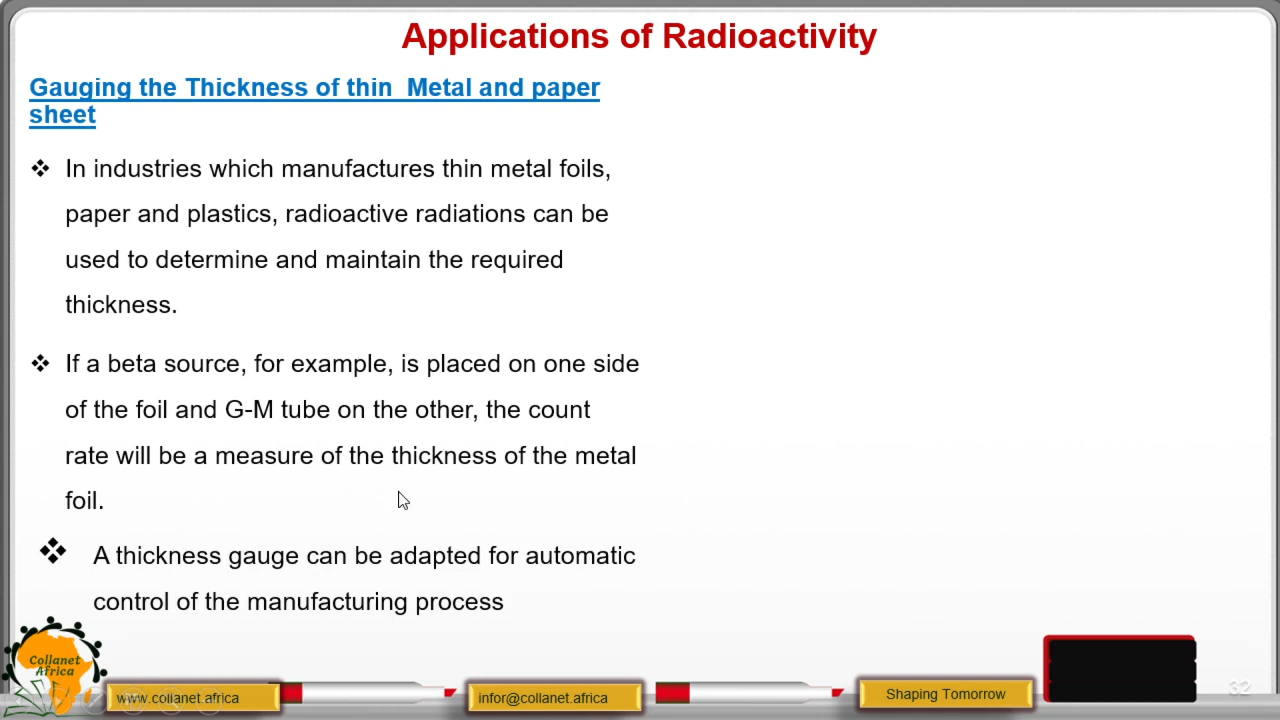 Applications of Radioactivity
Gauging the Thickness of thin  Metal and paper
sheet
❖ In industries which manufactures thin metal foils,
paper and plastics, radioactive radiations can be
used to determine and maintain the required
thickness.
❖ If a beta source, for example, is placed on one side
of the foil and G-M tube on the other, the count
rate will be a measure of the thickness of the metal
foil.
❖ A thickness gauge can be adapted for automatic
control of the manufacturing process
Collanet
Africa
www.collanet.africa
infor@collanet.africa
Shaping Tomorrow
32